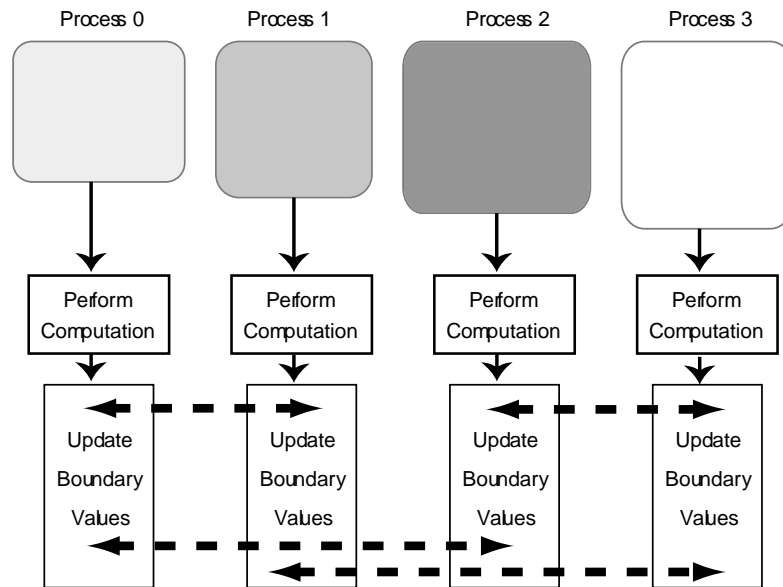 Process 0
Process 1
Process 2
Process 3
Perform
Computation
Perform
Computation
Perform
Computation
Perform
Computation
Update
Boundary
Values
Update
Boundary
Values
Update
Boundary
Values
Update
Boundary
Values